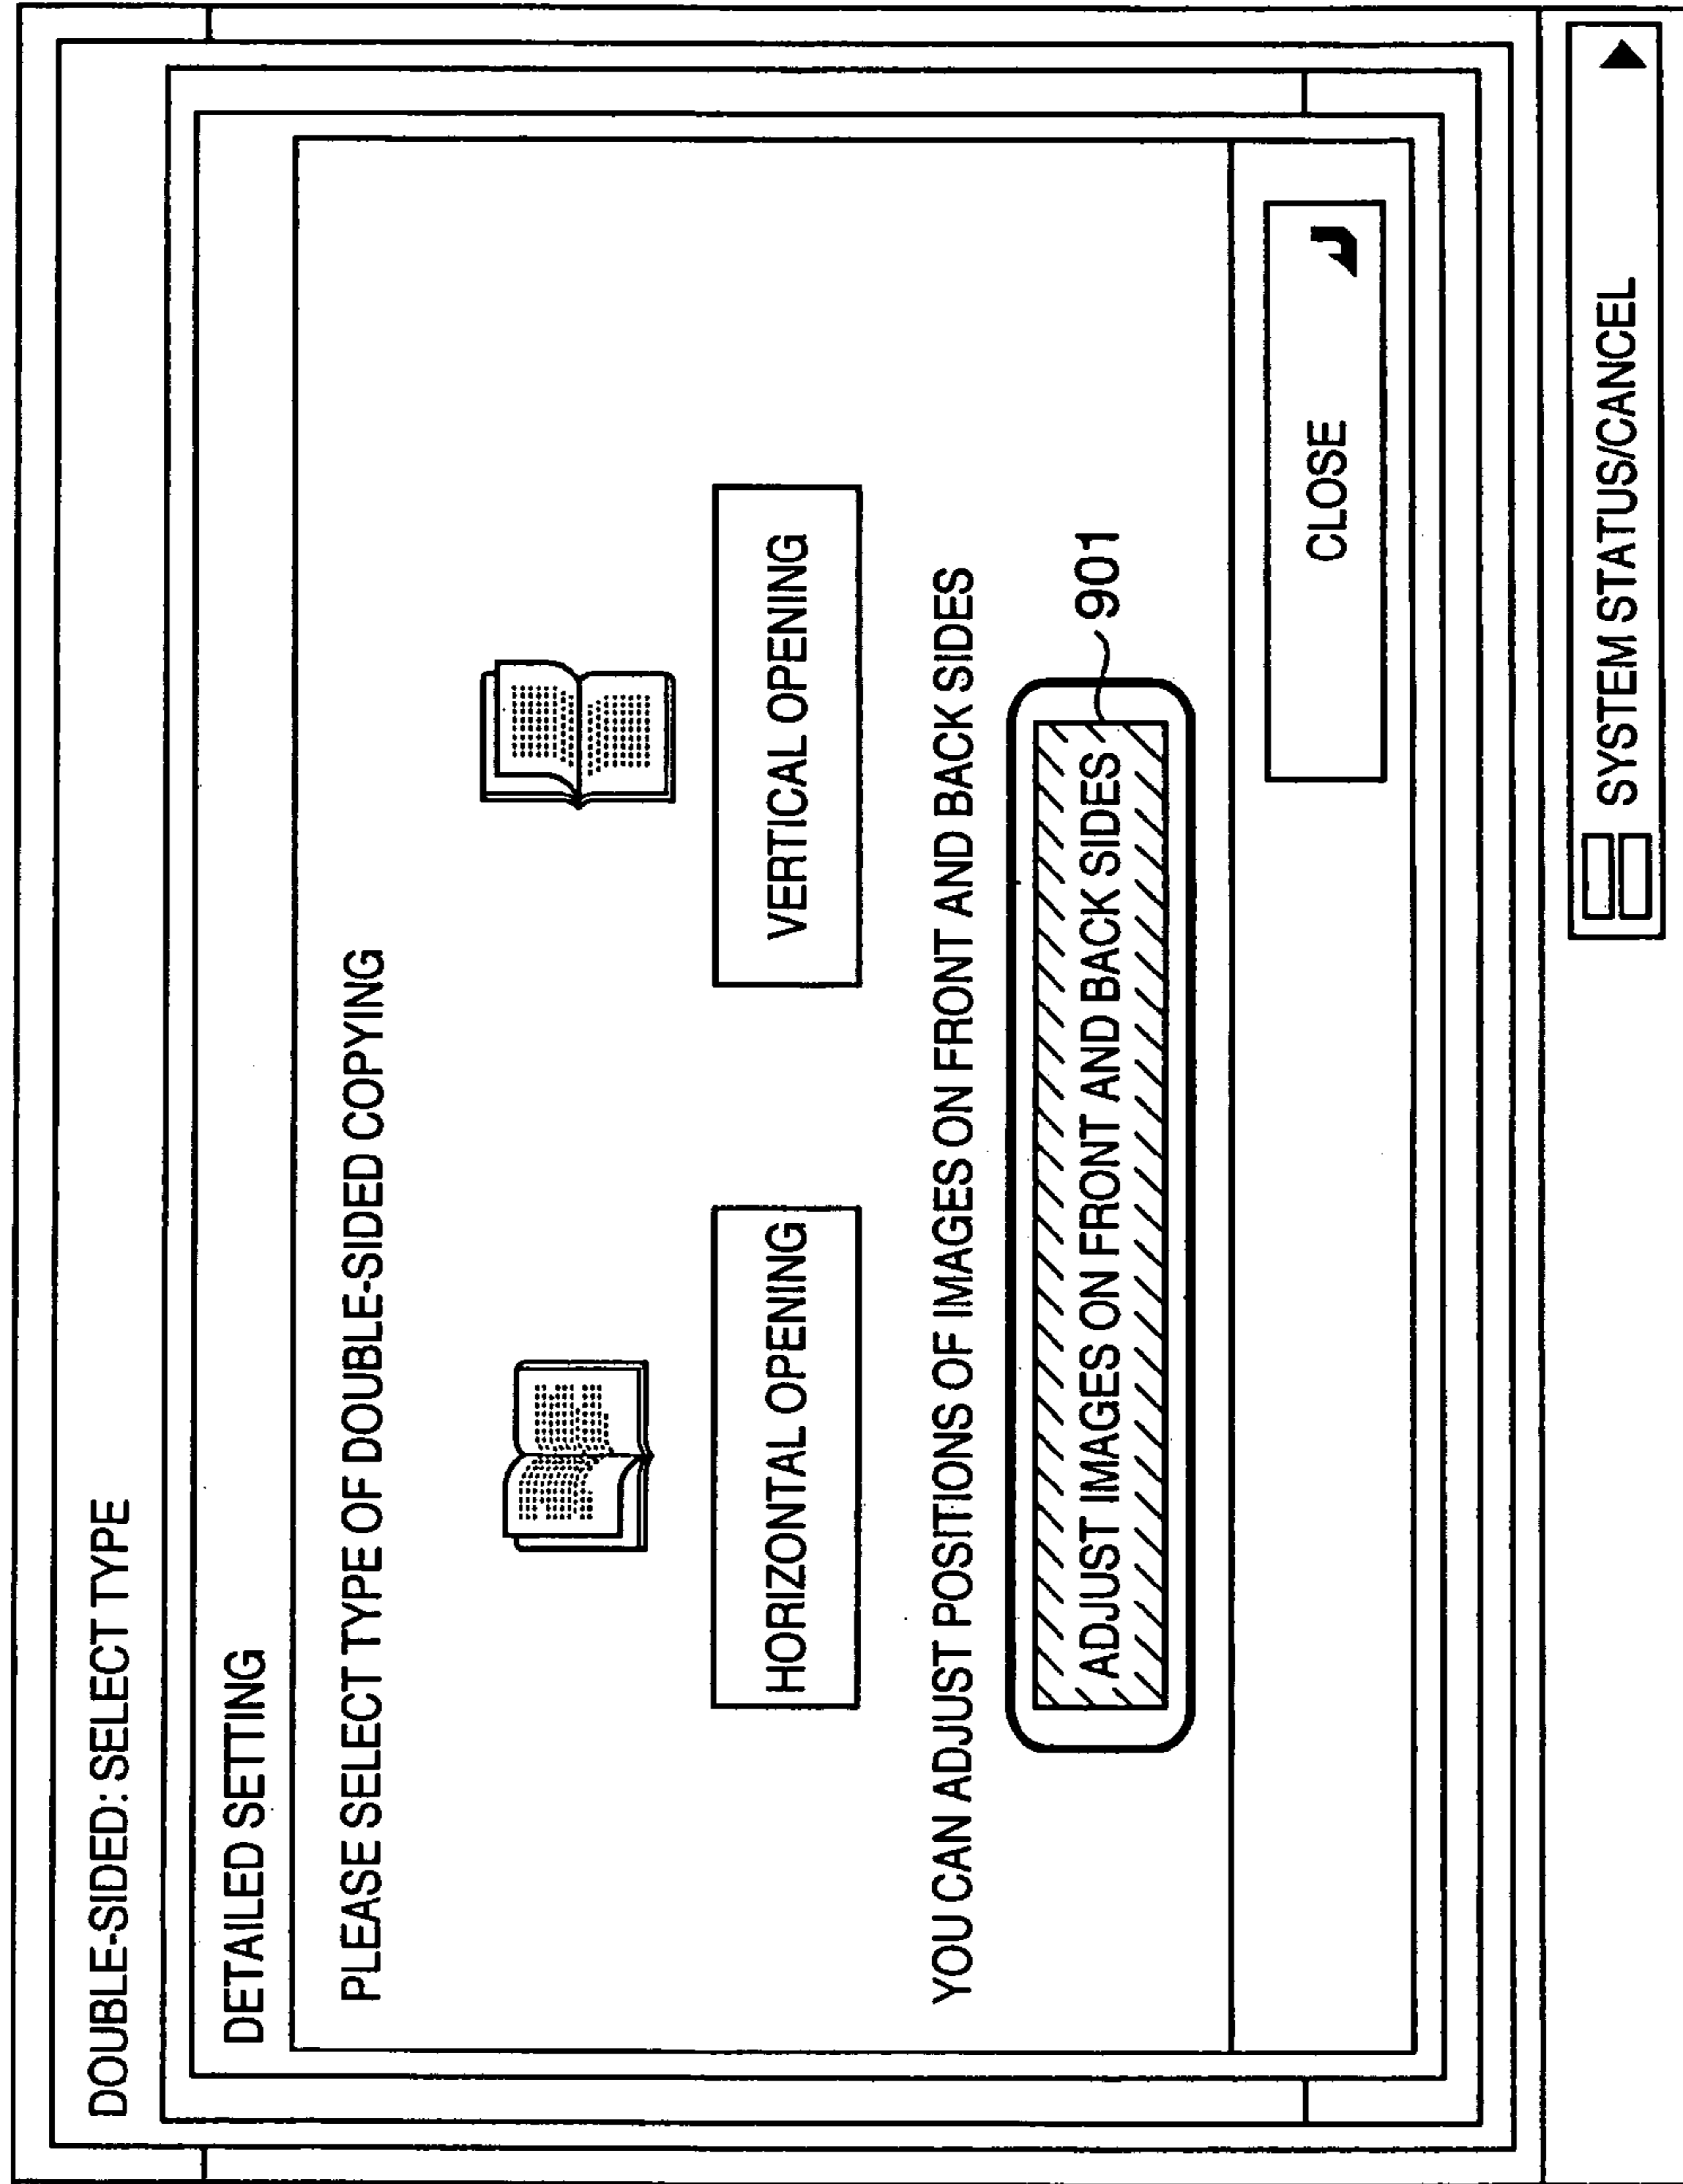 DOUBLE-SIDED: SELECT TYPE
DETAILED SETTING
PLEASE SELECT TYPE OF DOUBLE-SIDED COPYING
HORIZONTAL OPENING
VERTICAL OPENING
YOU CAN ADJUST POSITIONS OF IMAGES ON FRONT AND BACK SIDES
ADJUST IMAGES ON FRONT AND BACK SIDES
901
CLOSE
SYSTEM STATUS/CANCEL